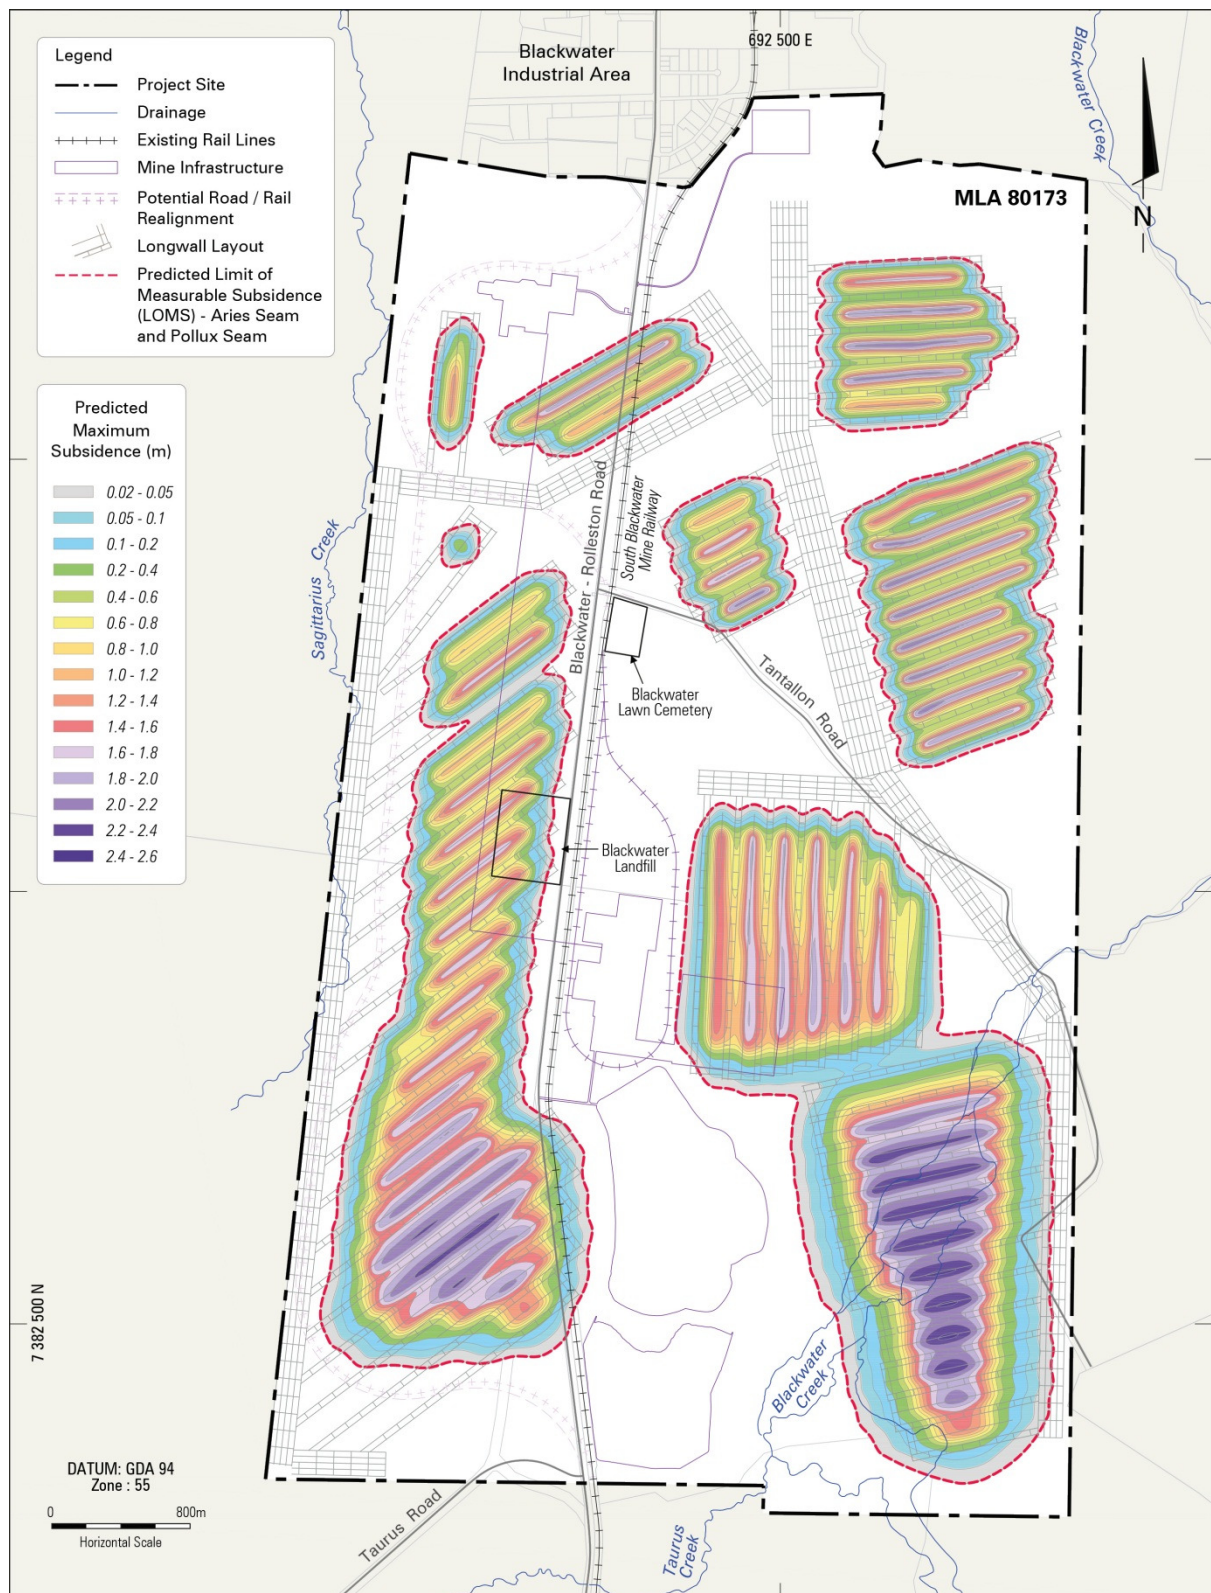 Legend
Project Site
Drainage
Existing Rail Lines
Mine Infrastructure
Potential Road / Rail
Realignment
Longwall Layout
Predicted Limit of
Measurable Subsidence
(LOMS) - Aries Seam
and Pollux Seam
Predicted
Maximum
Subsidence (m)
0.02 - 0.05
0.05 - 0.1
0.1 - 0.2
0.2 - 0.4
0.4 - 0.6
0.6 - 0.8
0.8 - 1.0
1.0 - 1.2
1.2 - 1.4
1.4 - 1.6
1.6 - 1.8
1.8 - 2.0
2.0 - 2.2
2.2 - 2.4
2.4 - 2.6
Blackwater
Industrial Area
692 500 E
Blackwater Creek
N
MLA 80173
Sagittarius Creek
Blackwater - Rolleston Road
South Blackwater
Mine Railway
Blackwater
Lawn Cemetery
Tantallon Road
Blackwater
Landfill
7 382 500 N
Blackwater
Creek
DATUM: GDA 94
Zone : 55
0 800m
Horizontal Scale
Taurus Road
Taurus
Creek